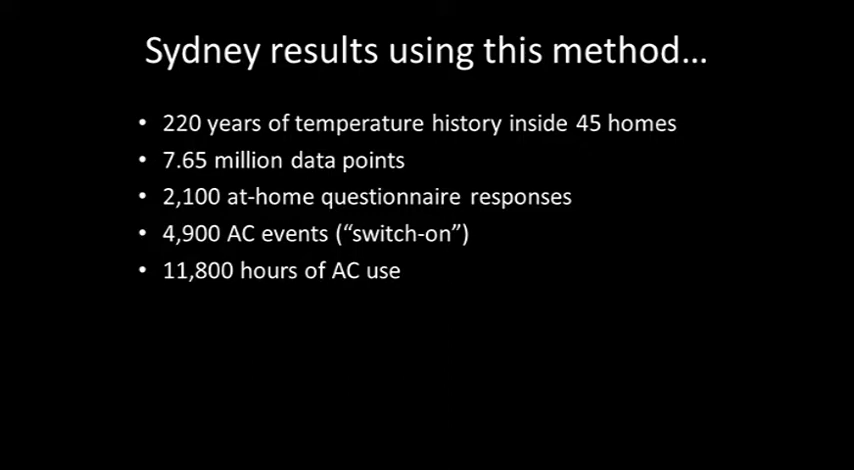 Sydney results using this method…
• 220 years of temperature history inside 45 homes
• 7.65 million data points
• 2,100 at-home questionnaire responses
• 4,900 AC events (“switch-on”)
• 11,800 hours of AC use